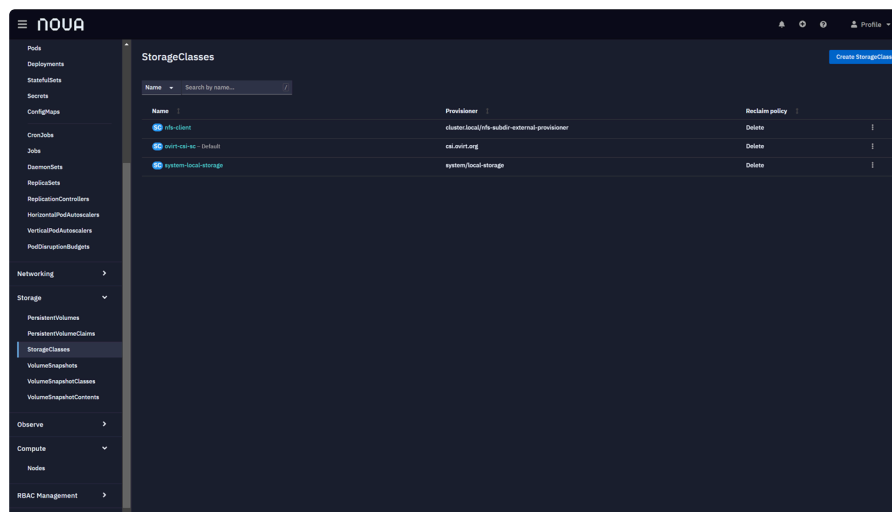 NOVA
Profile
Pods
Deployments
StatefulSets
Secrets
ConfigMaps
CronJobs
Jobs
DaemonSets
ReplicaSets
ReplicationControllers
HorizontalPodAutoscalers
VerticalPodAutoscalers
PodDisruptionBudgets
Networking
Storage
PersistentVolumes
PersistentVolumeClaims
StorageClasses
VolumeSnapshots
VolumeSnapshotClasses
VolumeSnapshotContents
Observe
Compute
Nodes
RBAC Management
StorageClasses
Create StorageClass
Name Search by name... /
Name Provisioner Reclaim policy
SC nfs-client cluster.local/nfs-subdir-external-provisioner Delete
SC ovirt-csi-sc – Default csi.ovirt.org Delete
SC system-local-storage system/local-storage Delete